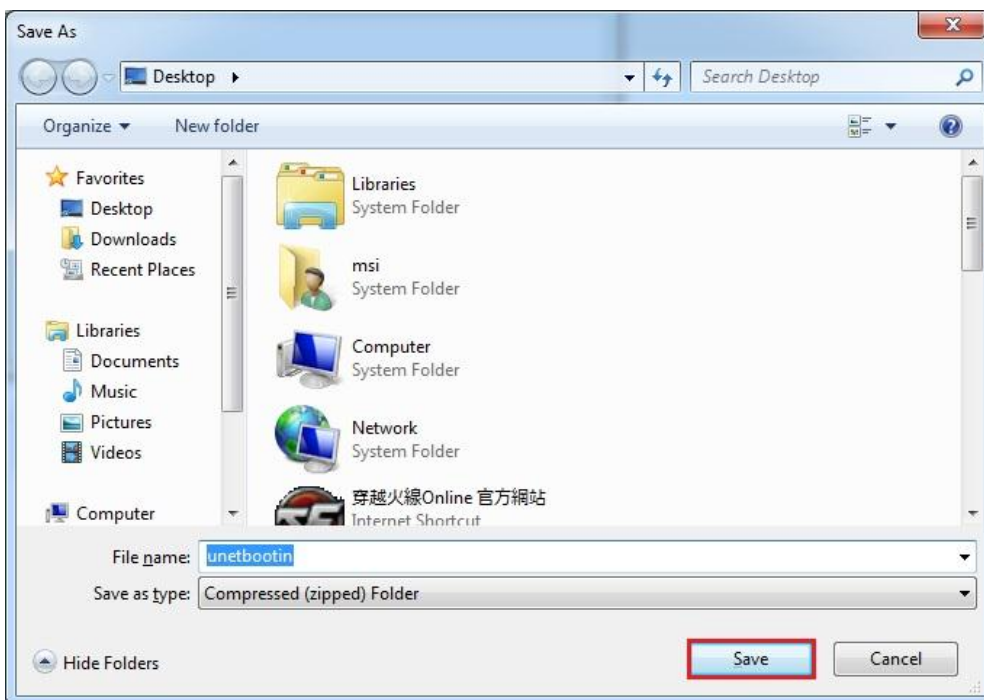 Save As
Desktop
Search Desktop
Organize
New folder
Favorites
Desktop
Downloads
Recent Places
Libraries
Documents
Music
Pictures
Videos
Computer
Libraries
System Folder
msi
System Folder
Computer
System Folder
Network
System Folder
穿越火線Online 官方網站
Internet Shortcut
File name: unetbootin
Save as type: Compressed (zipped) Folder
Hide Folders
Save
Cancel